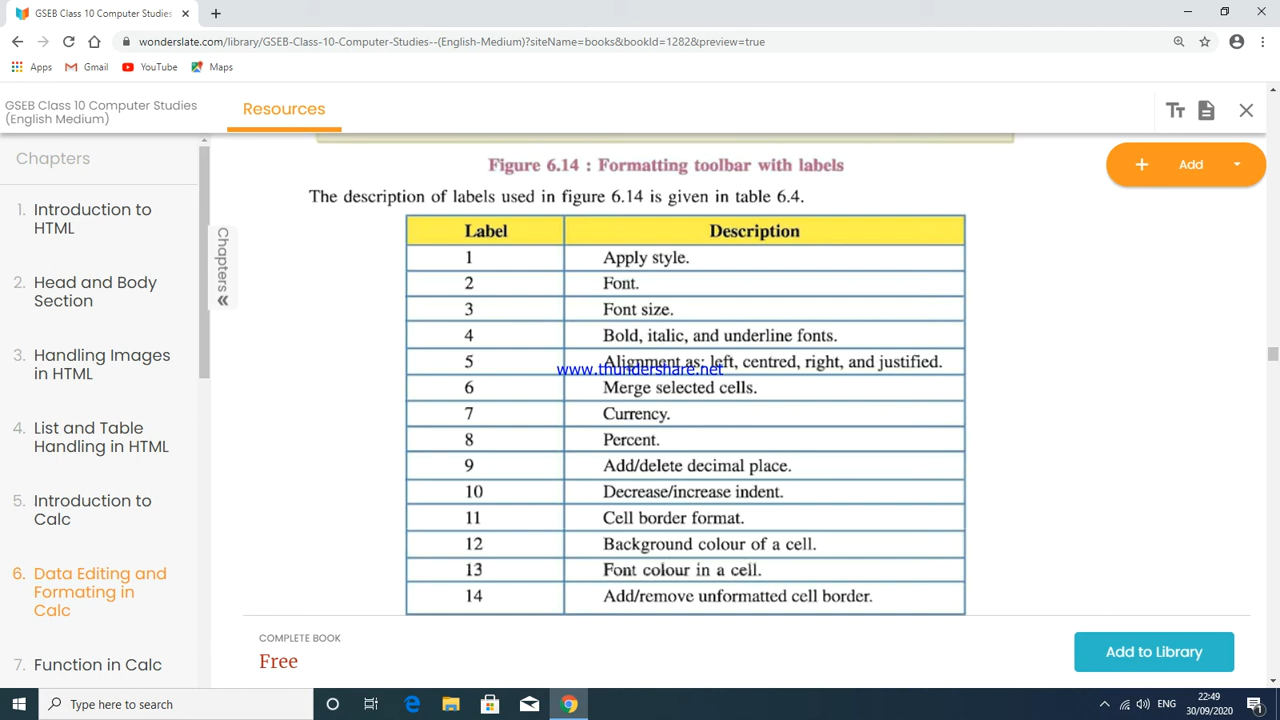 GSEB Class 10 Computer Studies
wonderslate.com/library/GSEB-Class-10-Computer-Studies--(English-Medium)?siteName=books&bookId=1282&preview=true
Apps Gmail YouTube Maps
GSEB Class 10 Computer Studies
(English Medium)
Resources
Chapters
1. Introduction to
HTML
2. Head and Body
Section
3. Handling Images
in HTML
4. List and Table
Handling in HTML
5. Introduction to
Calc
6. Data Editing and
Formating in
Calc
7. Function in Calc
Chapters
Add
Figure 6.14 : Formatting toolbar with labels
The description of labels used in figure 6.14 is given in table 6.4.
Label Description
1 Apply style.
2 Font.
3 Font size.
4 Bold, italic, and underline fonts.
5 Alignment as: left, centred, right, and justified.
www.thundershare.net
6 Merge selected cells.
7 Currency.
8 Percent.
9 Add/delete decimal place.
10 Decrease/increase indent.
11 Cell border format.
12 Background colour of a cell.
13 Font colour in a cell.
14 Add/remove unformatted cell border.
COMPLETE BOOK
Free
Add to Library
Type here to search
ENG
22:49
30/09/2020
1